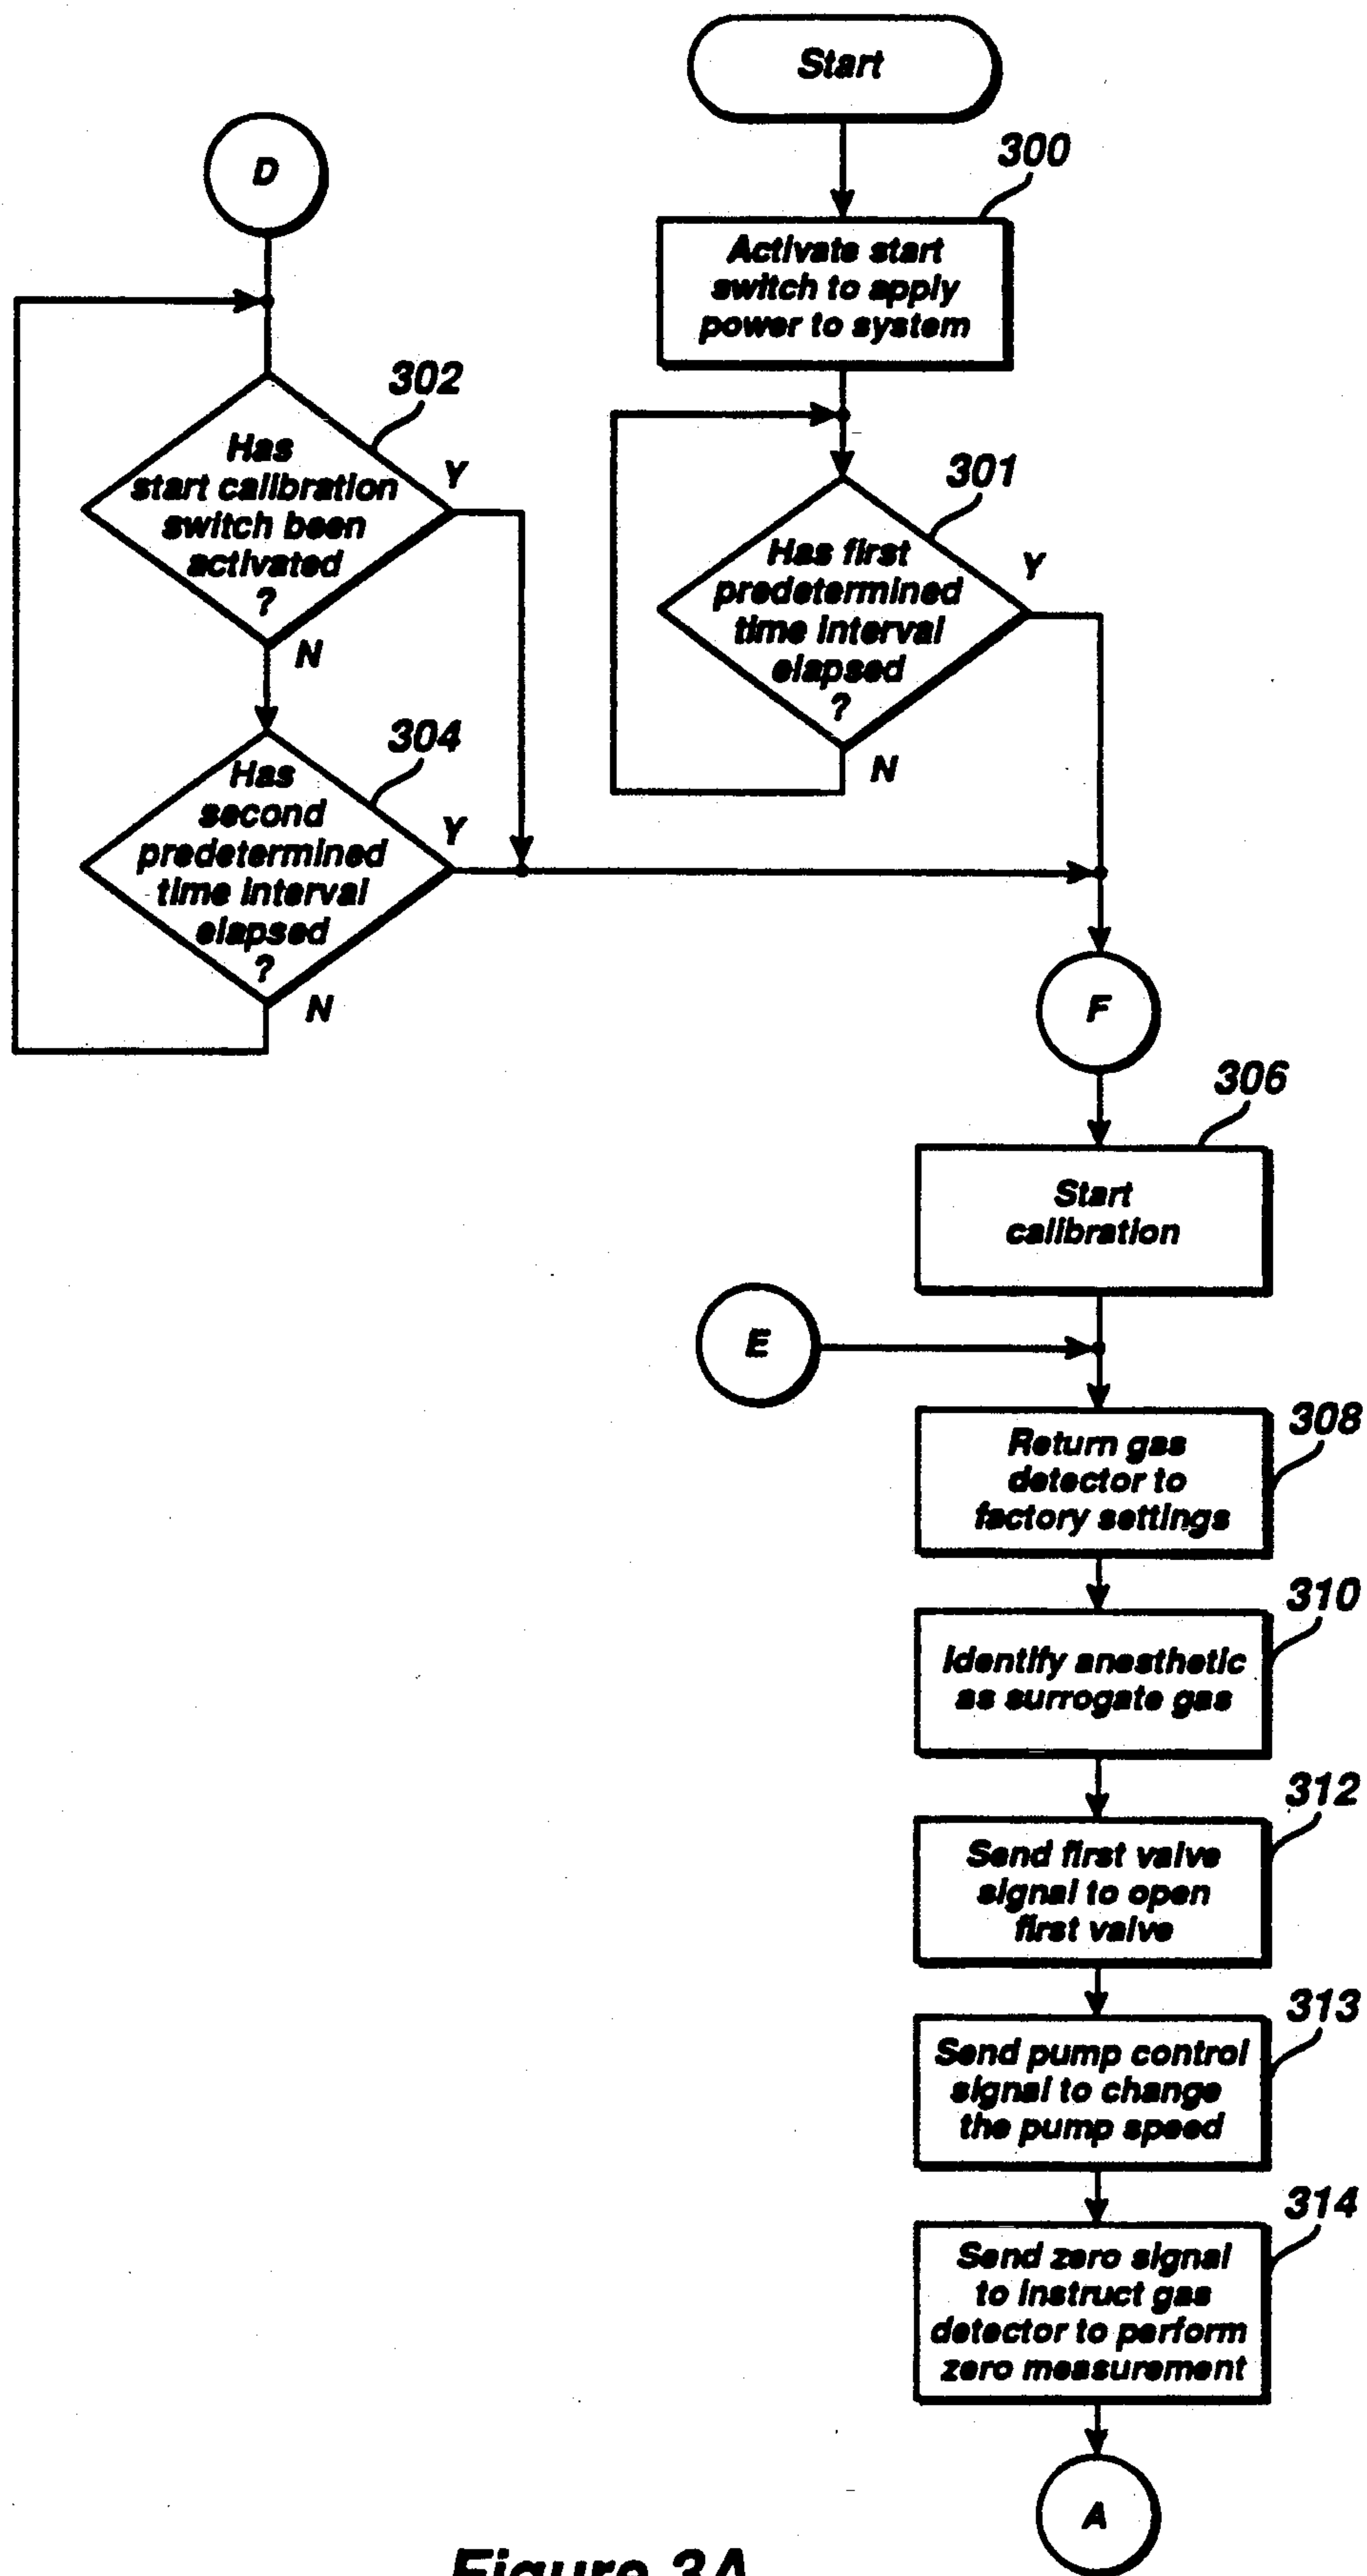 Start
300
Activate start
switch to apply
power to system
301
Has first
predetermined
time interval
elapsed
?
Y
N
D
302
Has
start calibration
switch been
activated
?
Y
N
304
Has
second
predetermined
time interval
elapsed
?
Y
N
F
306
Start
calibration
E
308
Return gas
detector to
factory settings
310
Identify anesthetic
as surrogate gas
312
Send first valve
signal to open
first valve
313
Send pump control
signal to change
the pump speed
314
Send zero signal
to instruct gas
detector to perform
zero measurement
A
Figure 3A